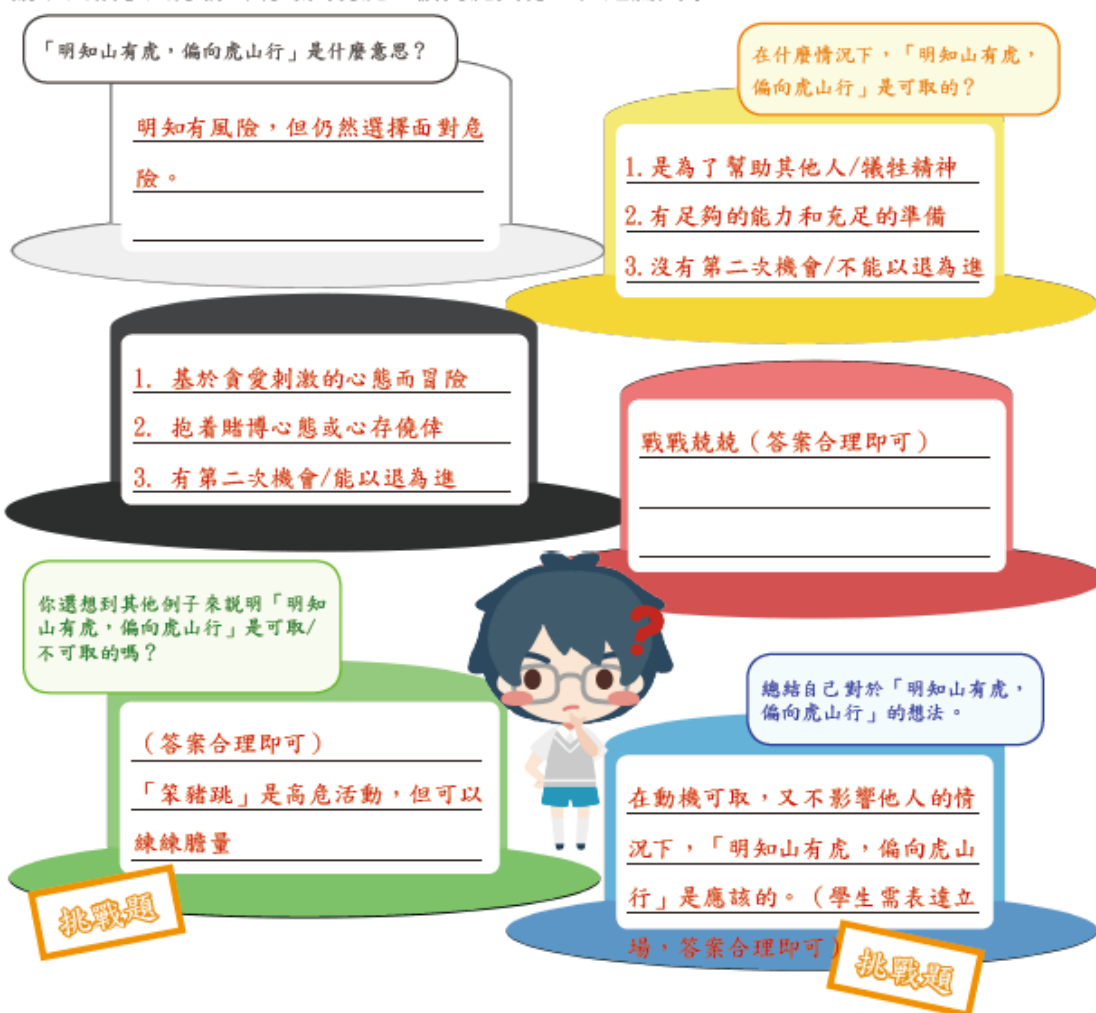 「明知山有虎，偏向虎山行」是什麼意思？
明知有風險，但仍然選擇面對危
險。
在什麼情況下，「明知山有虎，
偏向虎山行」是可取的？
1.是為了幫助其他人/犧牲精神
2.有足夠的能力和充足的準備
3.沒有第二次機會/不能以退為進
1. 基於貪愛刺激的心態而冒險
2. 抱着賭博心態或心存僥倖
3. 有第二次機會/能以退為進
戰戰兢兢（答案合理即可）
你還想到其他例子來說明「明知
山有虎，偏向虎山行」是可取/
不可取的嗎？
（答案合理即可）
「笨豬跳」是高危活動，但可以
練練膽量
挑戰題
?
總結自己對於「明知山有虎，
偏向虎山行」的想法。
在動機可取，又不影響他人的情
況下，「明知山有虎，偏向虎山
行」是應該的。（學生需表達立
場，答案合理即可）
挑戰題